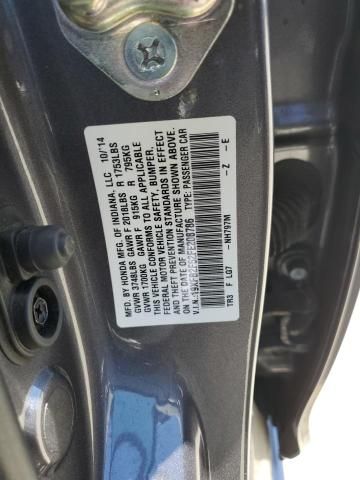 MFD. BY HONDA MFG. OF INDIANA, LLC 10/'14
GVWR 3748LBS GAWR F 2018LBS R 1753LBS
GVWR 1700KG GAWR F 915KG R 795KG
THIS VEHICLE CONFORMS TO ALL APPLICABLE
FEDERAL MOTOR VEHICLE SAFETY, BUMPER,
AND THEFT PREVENTION STANDARDS IN EFFECT
ON THE DATE OF MANUFACTURE SHOWN ABOVE.
TYPE: PASSENGER CAR
TR3 F LG7 -NH797M -Z -E